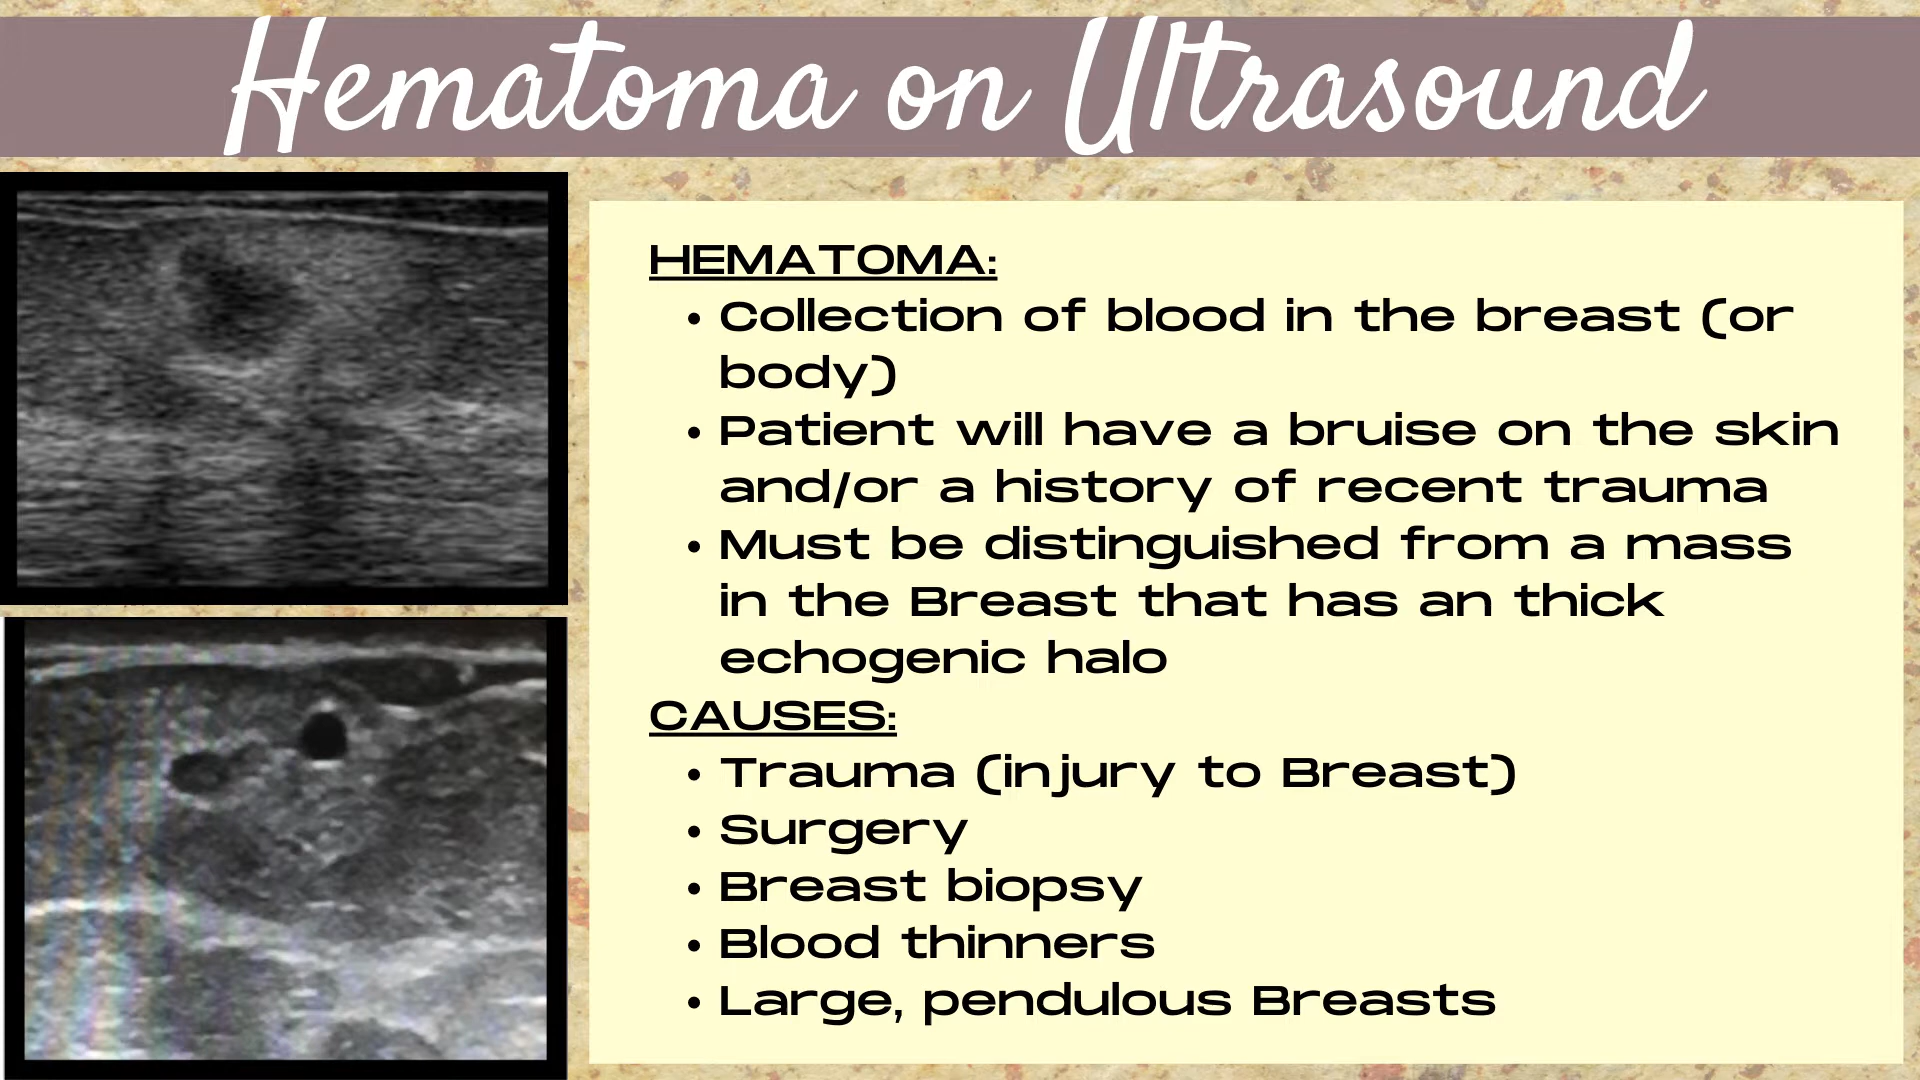 Hematoma on Ultrasound
HEMATOMA:
• Collection of blood in the breast (or
body)
• Patient will have a bruise on the skin
and/or a history of recent trauma
• Must be distinguished from a mass
in the Breast that has an thick
echogenic halo
CAUSES:
• Trauma (injury to Breast)
• Surgery
• Breast biopsy
• Blood thinners
• Large, pendulous Breasts